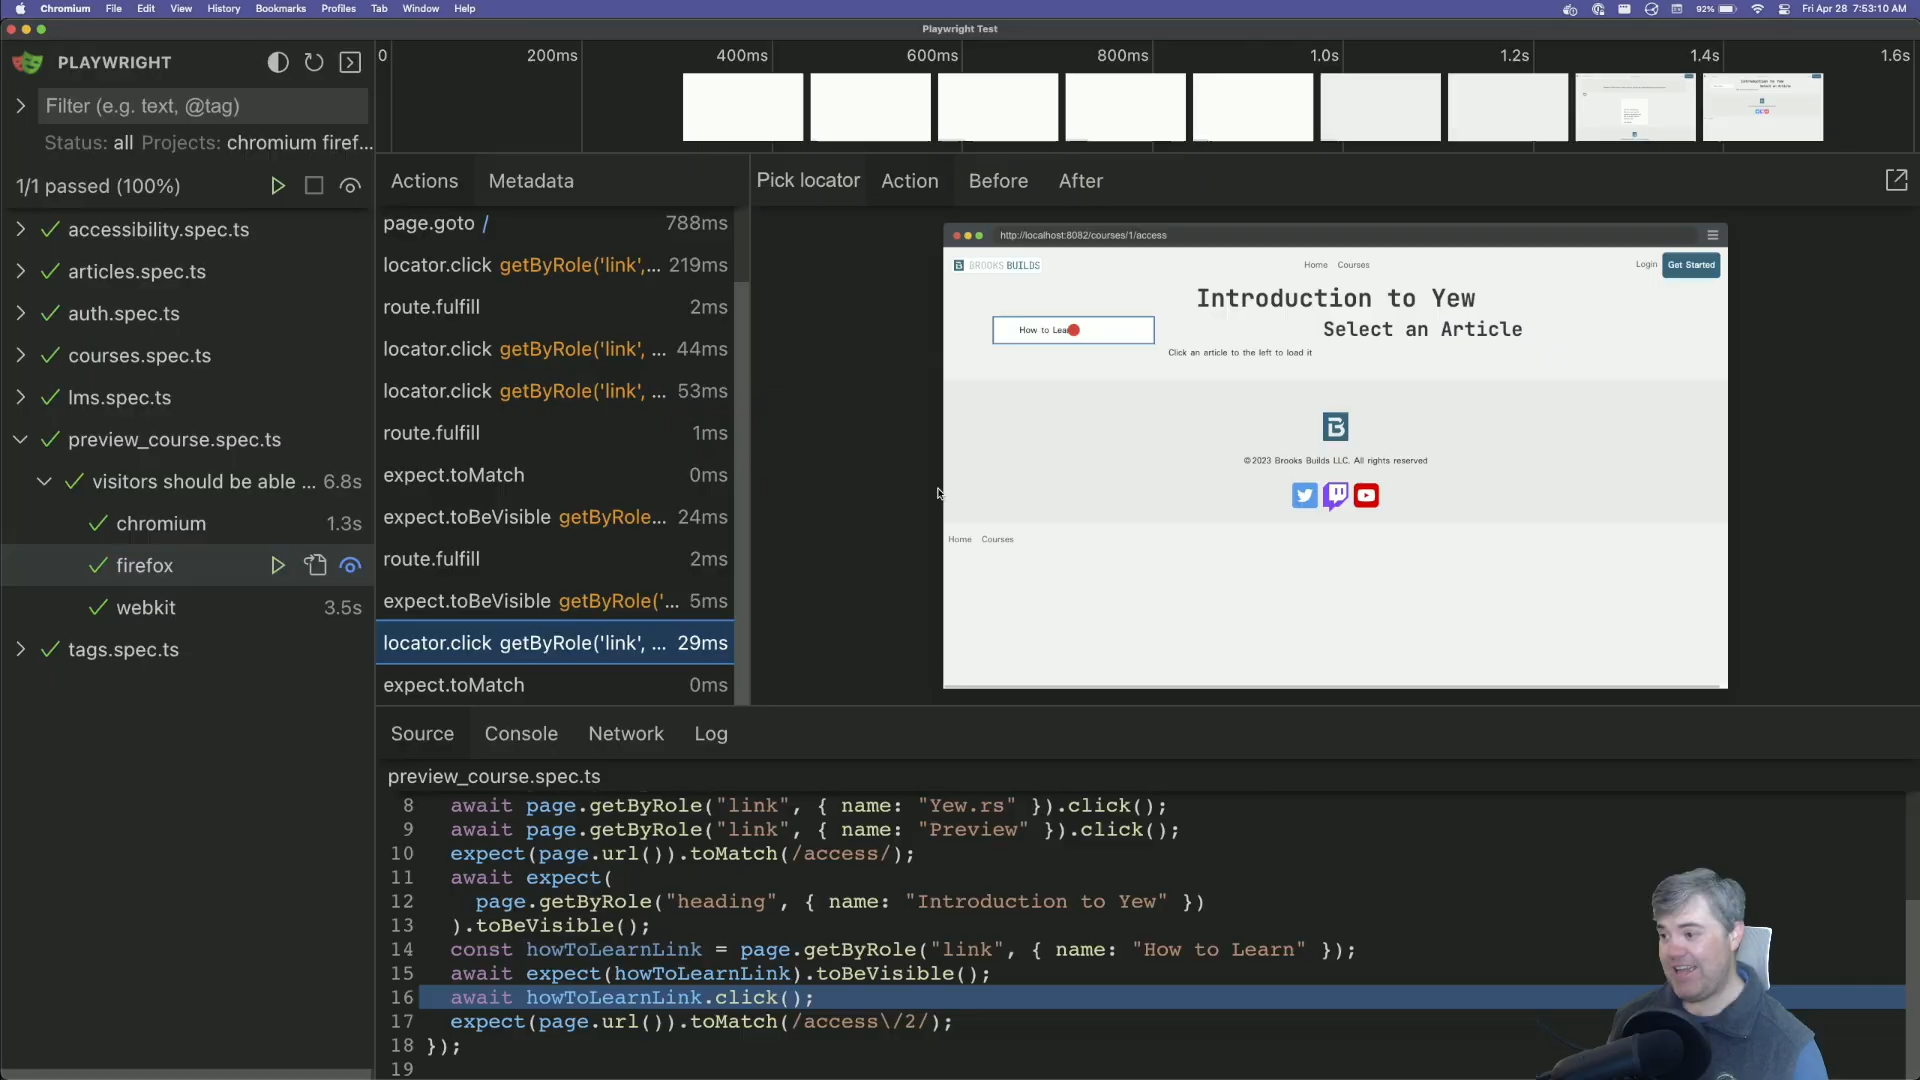 Chromium File Edit View History Bookmarks Profiles Tab Window Help 92% Fri Apr 28 7:53:10 AM
Playwright Test
PLAYWRIGHT
Filter (e.g. text, @tag)
Status: all Projects: chromium firef...
1/1 passed (100%)
accessibility.spec.ts
articles.spec.ts
auth.spec.ts
courses.spec.ts
lms.spec.ts
preview_course.spec.ts
visitors should be able ... 6.8s
chromium 1.3s
firefox
webkit 3.5s
tags.spec.ts
0 200ms 400ms 600ms 800ms 1.0s 1.2s 1.4s 1.6s
Introduction to Yew
Select an Article
Actions Metadata
page.goto / 788ms
locator.click getByRole('link',... 219ms
route.fulfill 2ms
locator.click getByRole('link', ... 44ms
locator.click getByRole('link', ... 53ms
route.fulfill 1ms
expect.toMatch 0ms
expect.toBeVisible getByRole... 24ms
route.fulfill 2ms
expect.toBeVisible getByRole('... 5ms
locator.click getByRole('link', ... 29ms
expect.toMatch 0ms
Pick locator Action Before After
http://localhost:8082/courses/1/access
BROOKS BUILDS Home Courses Login Get Started
Introduction to Yew
How to Lea
Select an Article
Click an article to the left to load it
B
©2023 Brooks Builds LLC. All rights reserved
Home Courses
Source Console Network Log
preview_course.spec.ts
8 await page.getByRole("link", { name: "Yew.rs" }).click();
9 await page.getByRole("link", { name: "Preview" }).click();
10 expect(page.url()).toMatch(/access/);
11 await expect(
12 page.getByRole("heading", { name: "Introduction to Yew" })
13 ).toBeVisible();
14 const howToLearnLink = page.getByRole("link", { name: "How to Learn" });
15 await expect(howToLearnLink).toBeVisible();
16 await howToLearnLink.click();
17 expect(page.url()).toMatch(/access\/2/);
18 });
19